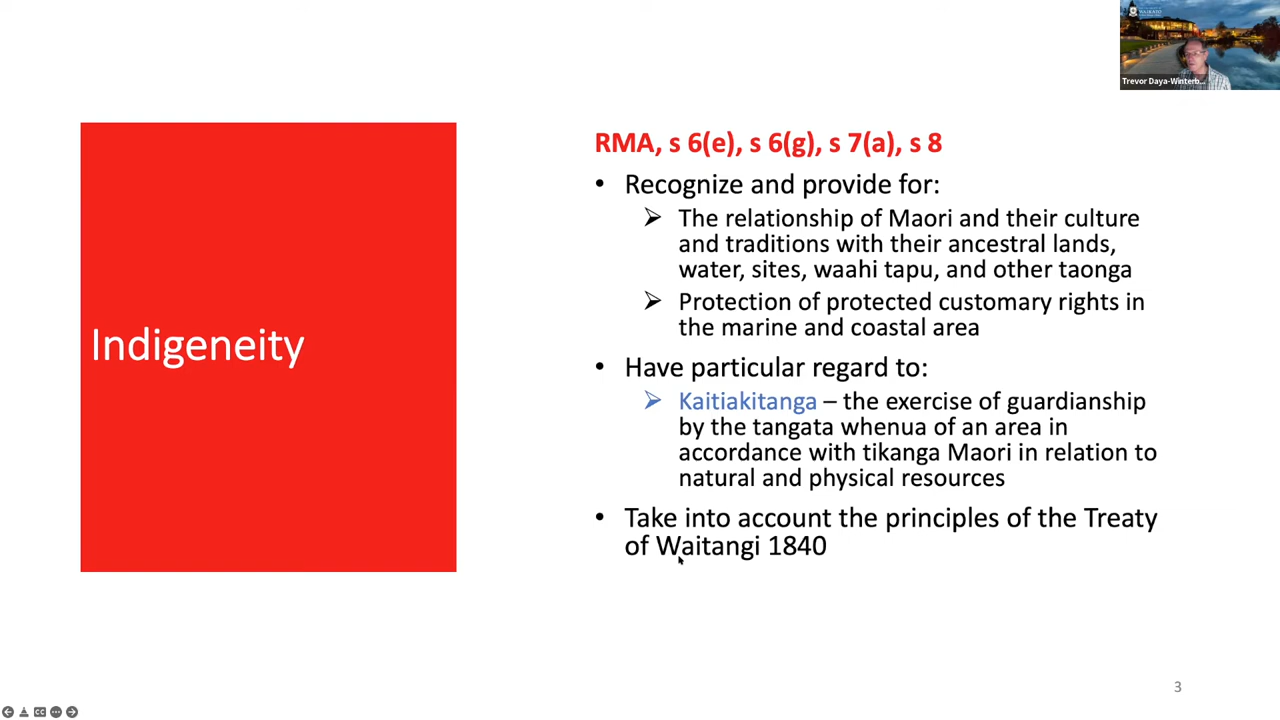 WAIKATO
Trevor Daya-Winterb...
RMA, s 6(e), s 6(g), s 7(a), s 8
Indigeneity
• Recognize and provide for:
➢ The relationship of Maori and their culture
and traditions with their ancestral lands,
water, sites, waahi tapu, and other taonga
➢ Protection of protected customary rights in
the marine and coastal area
• Have particular regard to:
➢ Kaitiakitanga – the exercise of guardianship
by the tangata whenua of an area in
accordance with tikanga Maori in relation to
natural and physical resources
• Take into account the principles of the Treaty
of Waitangi 1840
3
CC